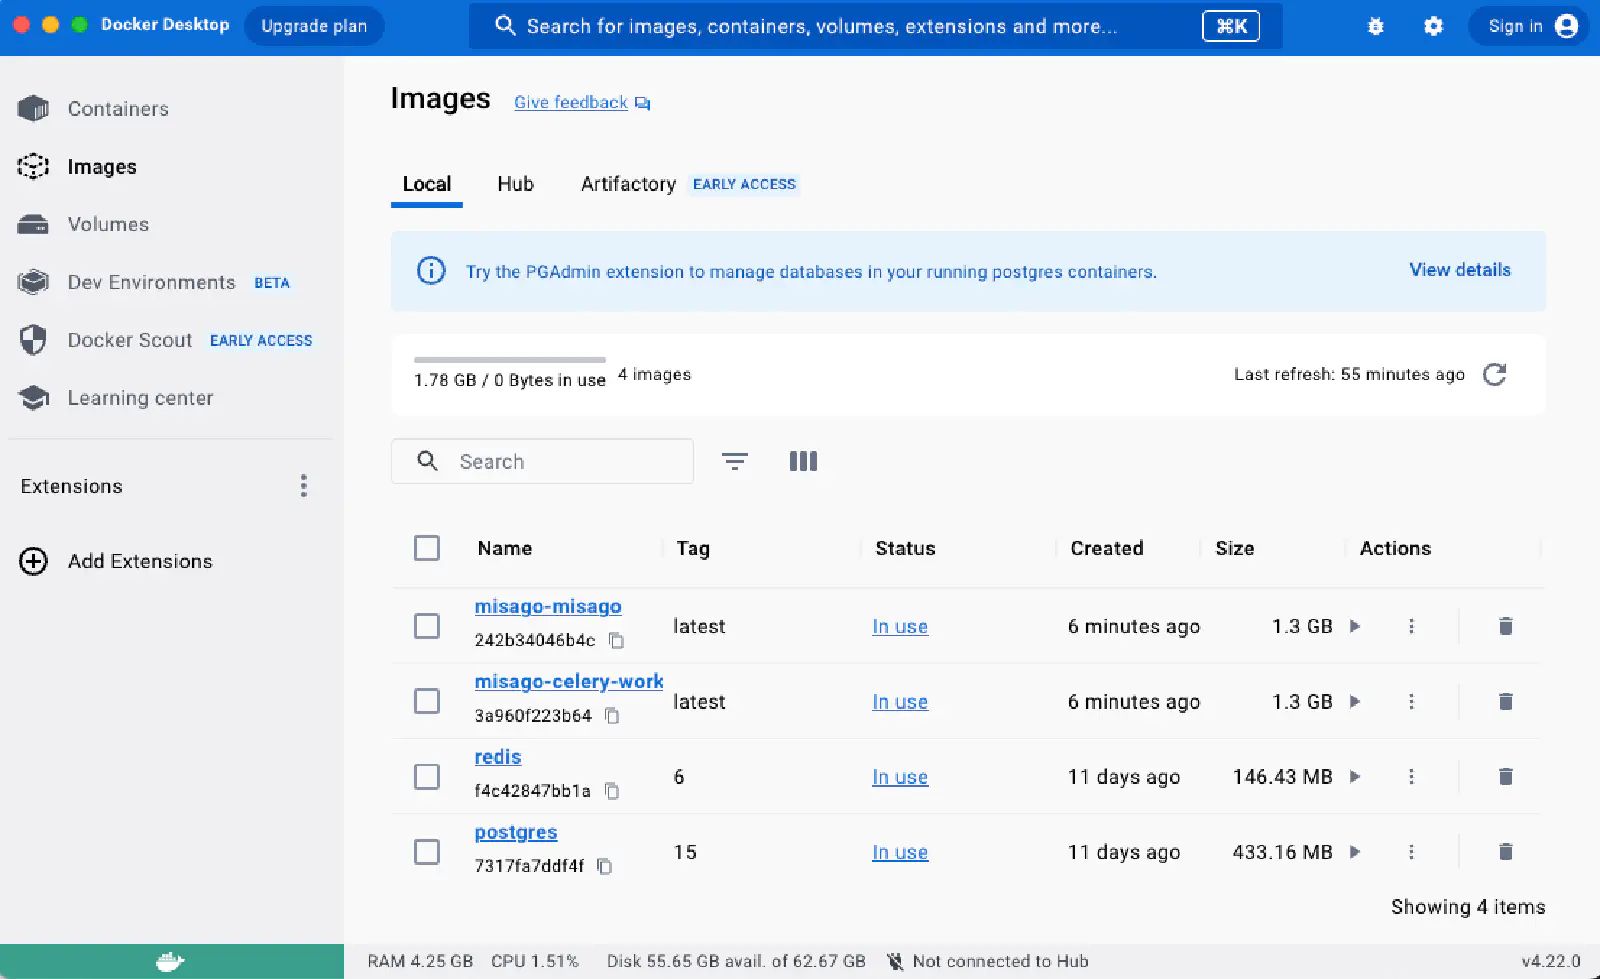 Docker Desktop
Upgrade plan
Search for images, containers, volumes, extensions and more...
⌘K
Sign in
Containers
Images
Volumes
Dev Environments BETA
Docker Scout EARLY ACCESS
Learning center
Extensions
Add Extensions
Images Give feedback
Local Hub Artifactory EARLY ACCESS
Try the PGAdmin extension to manage databases in your running postgres containers. View details
1.78 GB / 0 Bytes in use 4 images Last refresh: 55 minutes ago
Search
Name Tag Status Created Size Actions
misago-misago
242b34046b4c
latest In use 6 minutes ago 1.3 GB
misago-celery-work
3a960f223b64
latest In use 6 minutes ago 1.3 GB
redis
f4c42847bb1a
6 In use 11 days ago 146.43 MB
postgres
7317fa7ddf4f
15 In use 11 days ago 433.16 MB
Showing 4 items
RAM 4.25 GB CPU 1.51% Disk 55.65 GB avail. of 62.67 GB Not connected to Hub v4.22.0